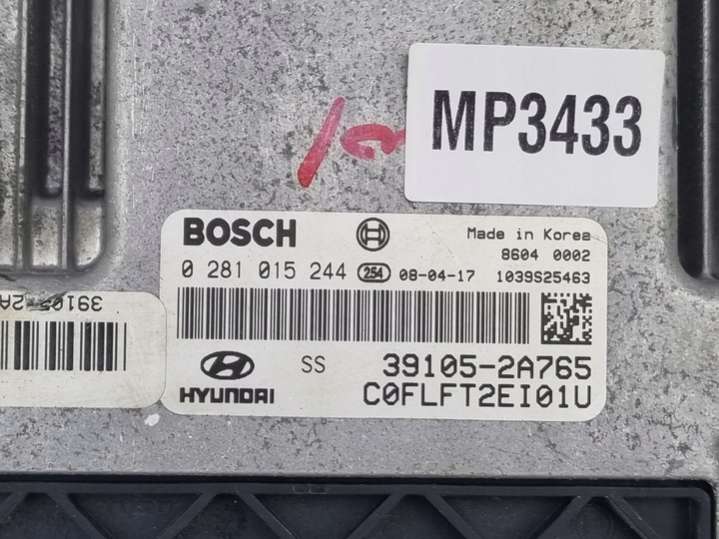 MP3433
BOSCH
Made in Korea
8604 0002
0 281 015 244 254 08-04-17 1039S25463
SS 39105-2A765
HYUNDAI C0FLFT2EI01U